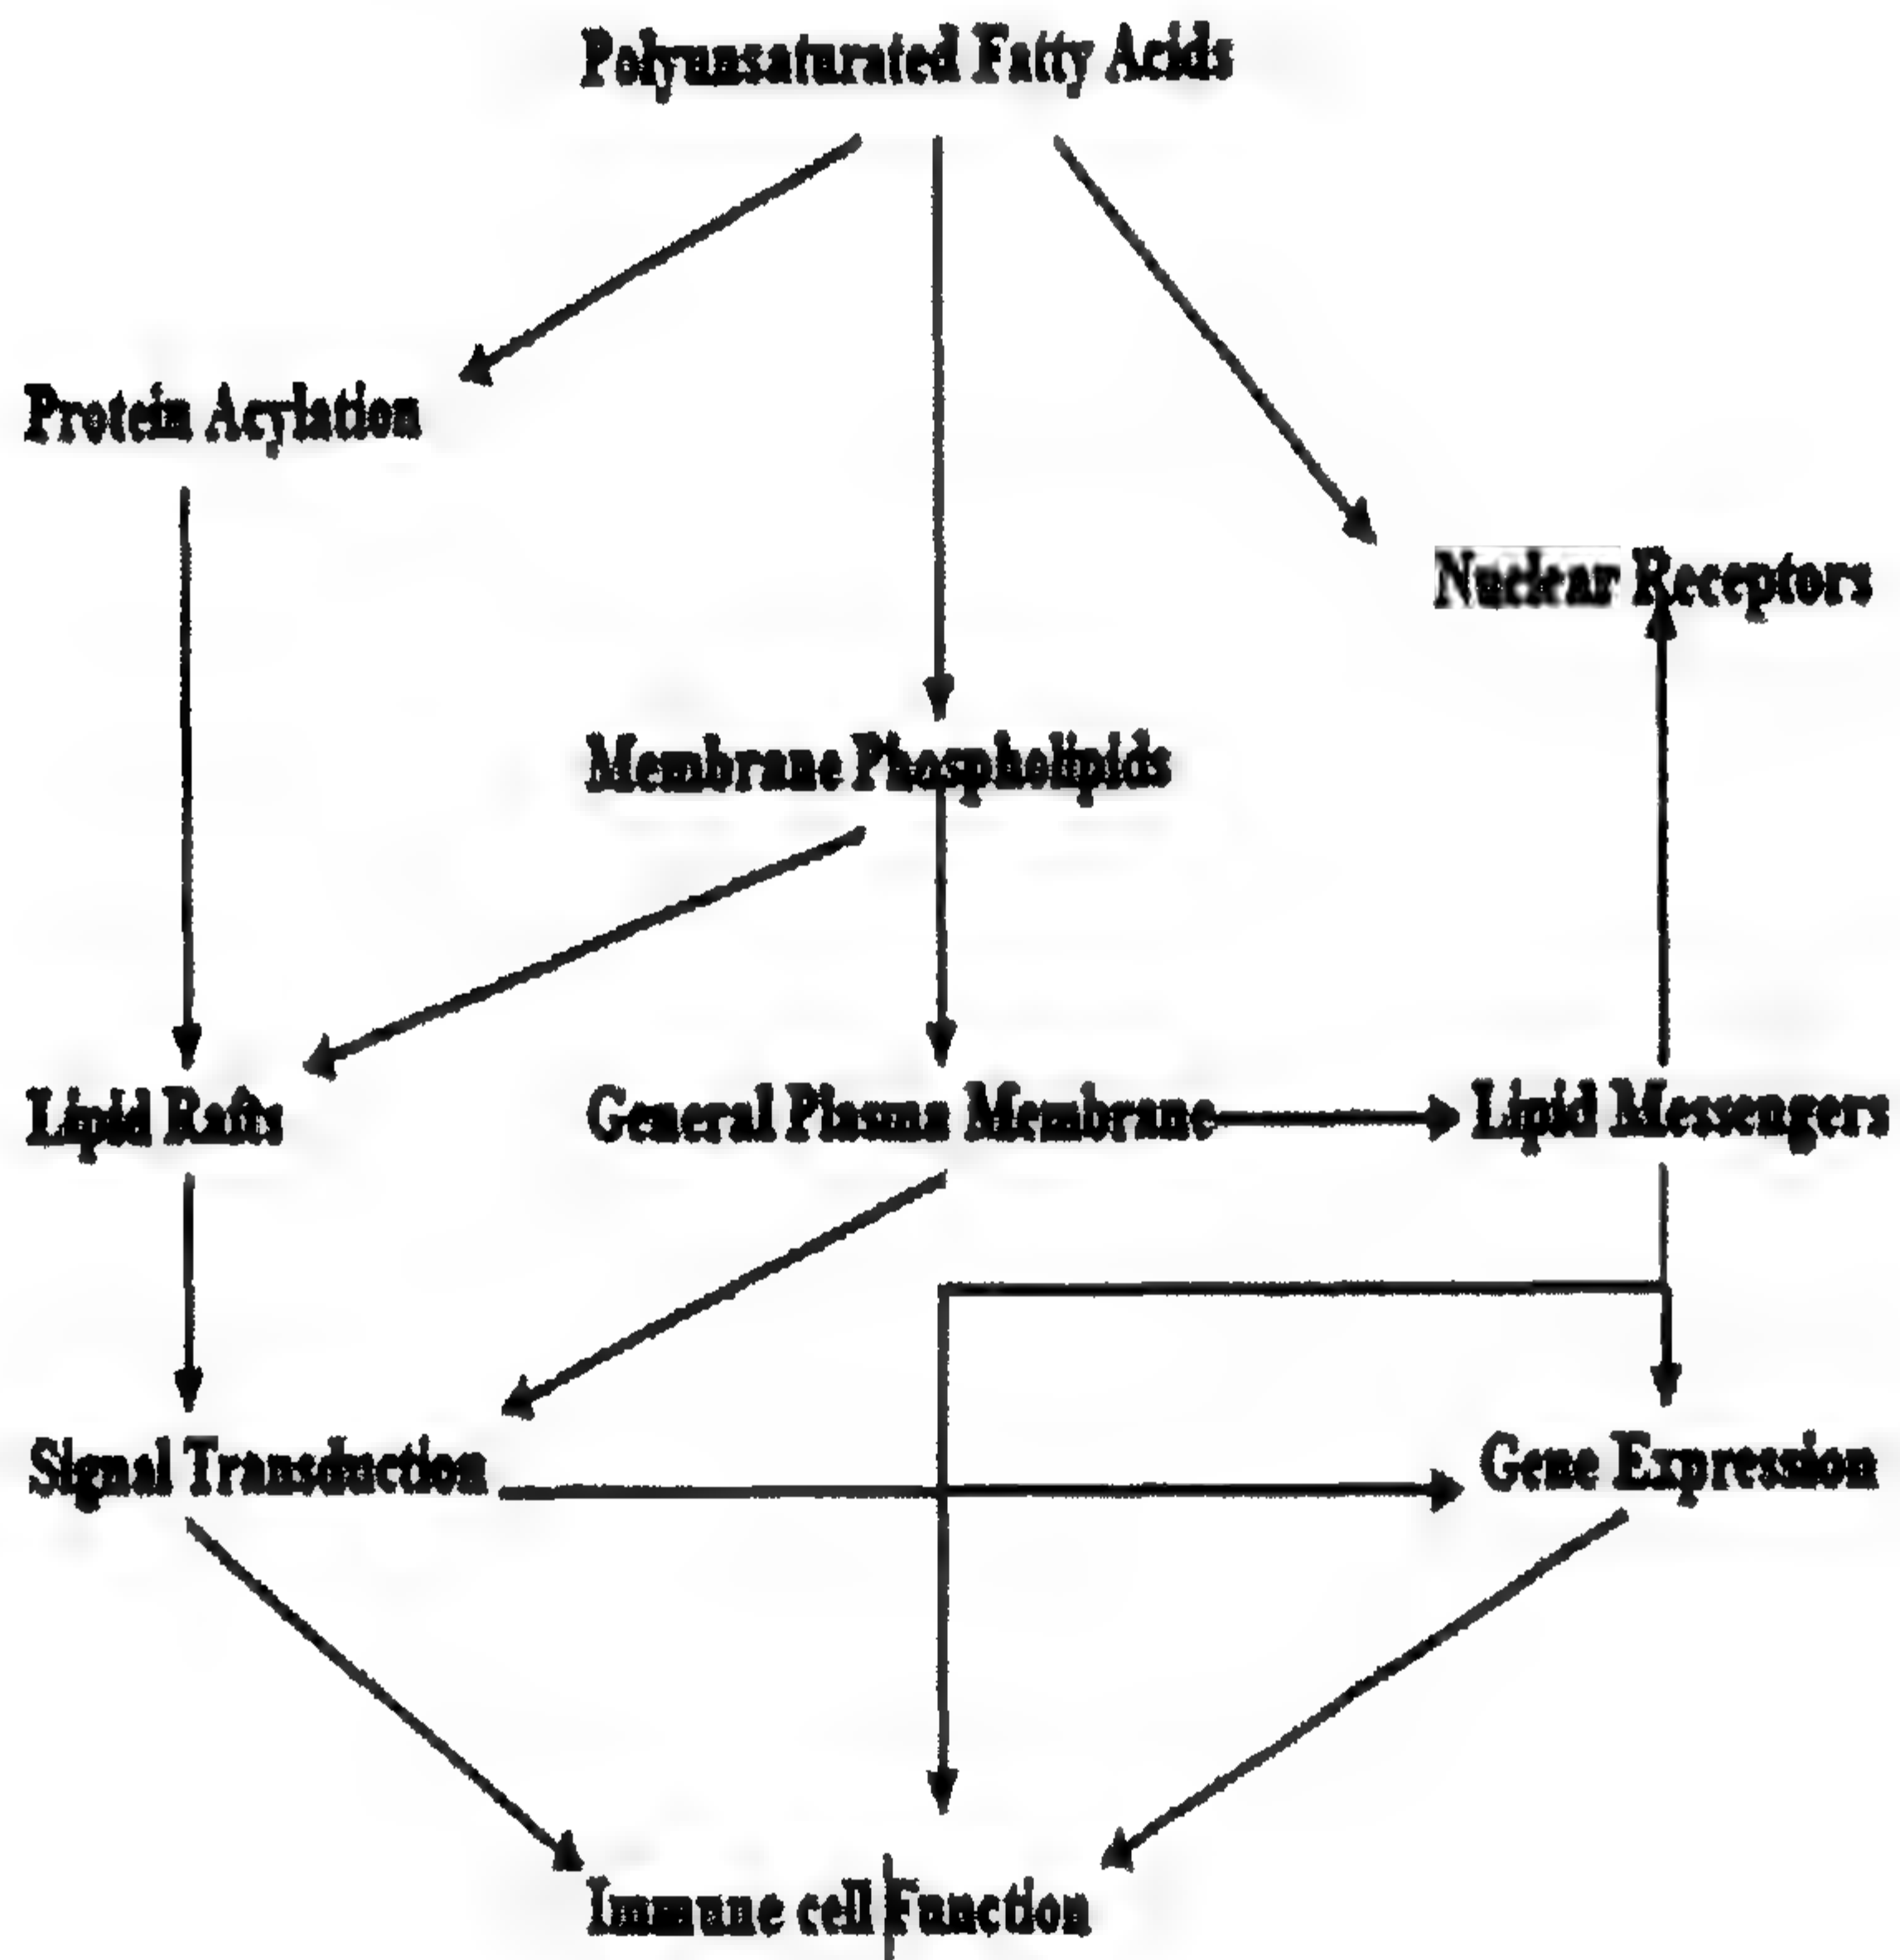 Polyunsaturated Fatty Acids
Protein Acylation
Nuclear Receptors
Membrane Phospholipids
Lipid Rafts
General Plasma Membrane
Lipid Messengers
Signal Transduction
Gene Expression
Immune cell Function